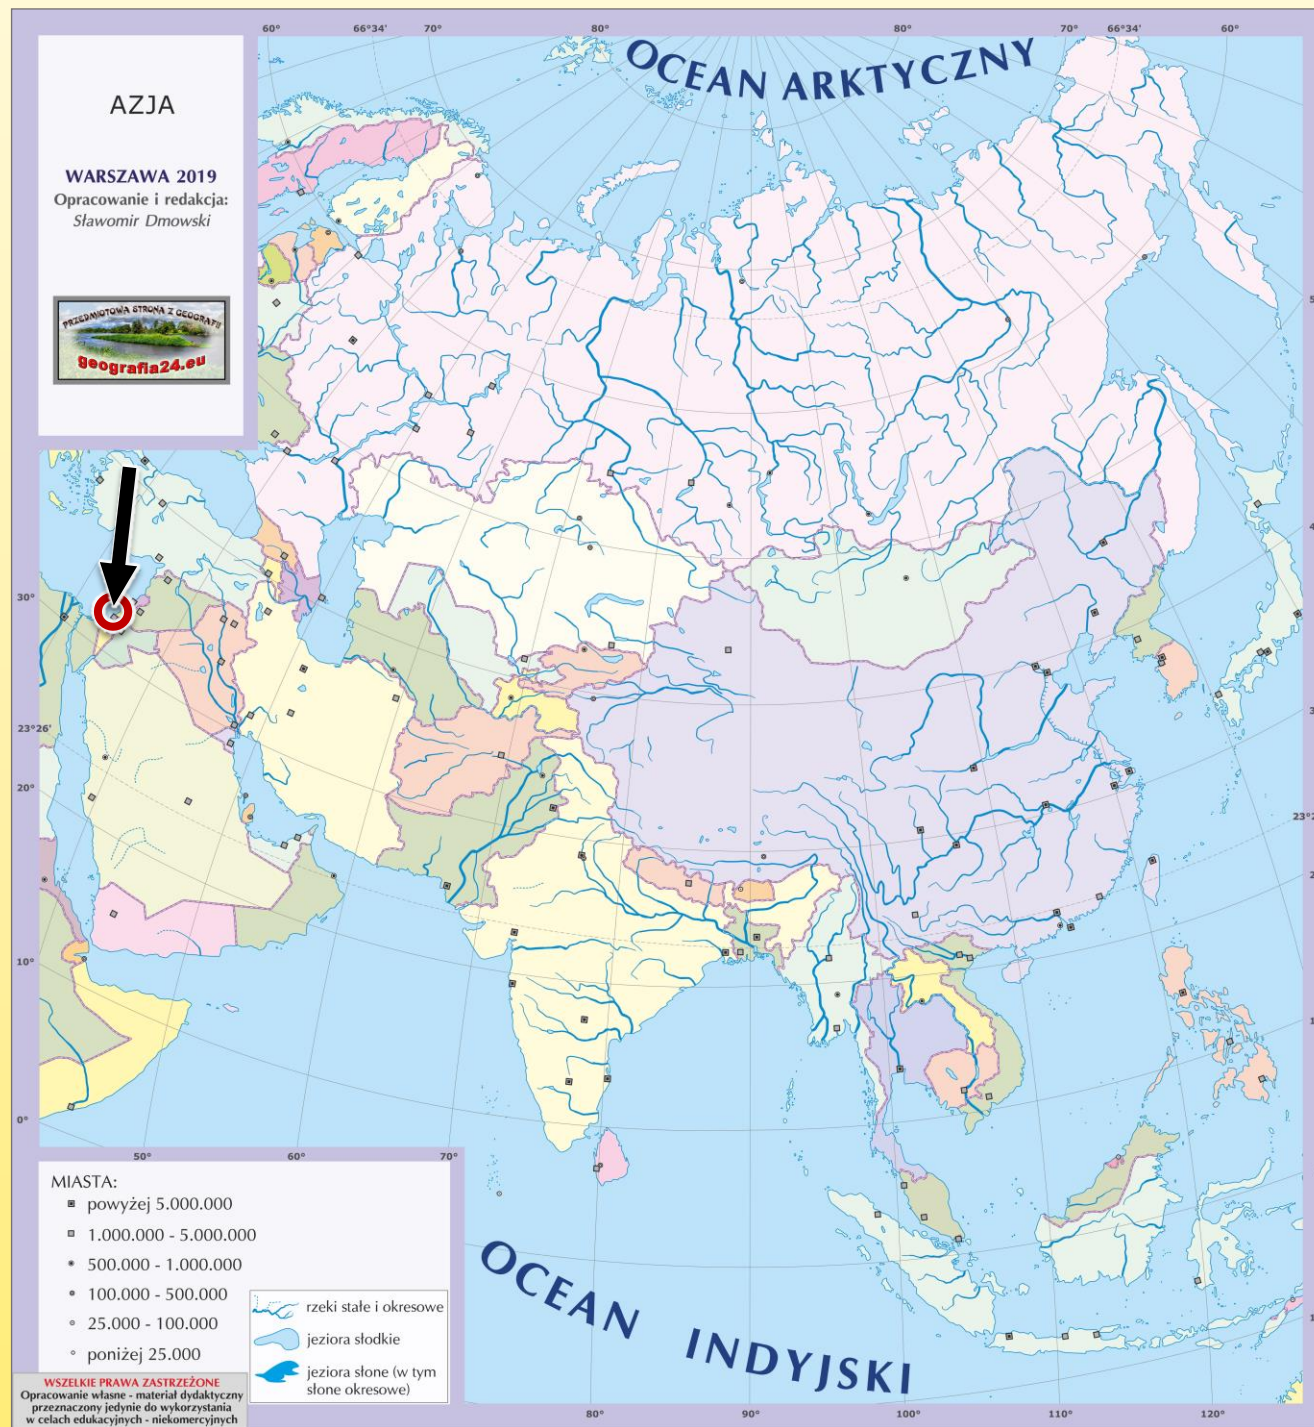 60°
66°34'
70°
80°
80°
70°
66°34'
60°
OCEAN ARKTYCZNY
AZJA
WARSZAWA 2019
Opracowanie i redakcja:
Sławomir Dmowski
PRZEDMIOTOWA STRONA Z GEOGRAFII
geografia24.eu
30°
23°26'
20°
10°
0°
50°
60°
70°
80°
90°
100°
110°
120°
OCEAN INDYJSKI
MIASTA:
powyżej 5.000.000
1.000.000 - 5.000.000
500.000 - 1.000.000
100.000 - 500.000
25.000 - 100.000
poniżej 25.000
rzeki stałe i okresowe
jeziora słodkie
jeziora słone (w tym
słone okresowe)
WSZELKIE PRAWA ZASTRZEŻONE
Opracowanie własne - materiał dydaktyczny
przeznaczony jedynie do wykorzystania
w celach edukacyjnych - niekomercyjnych